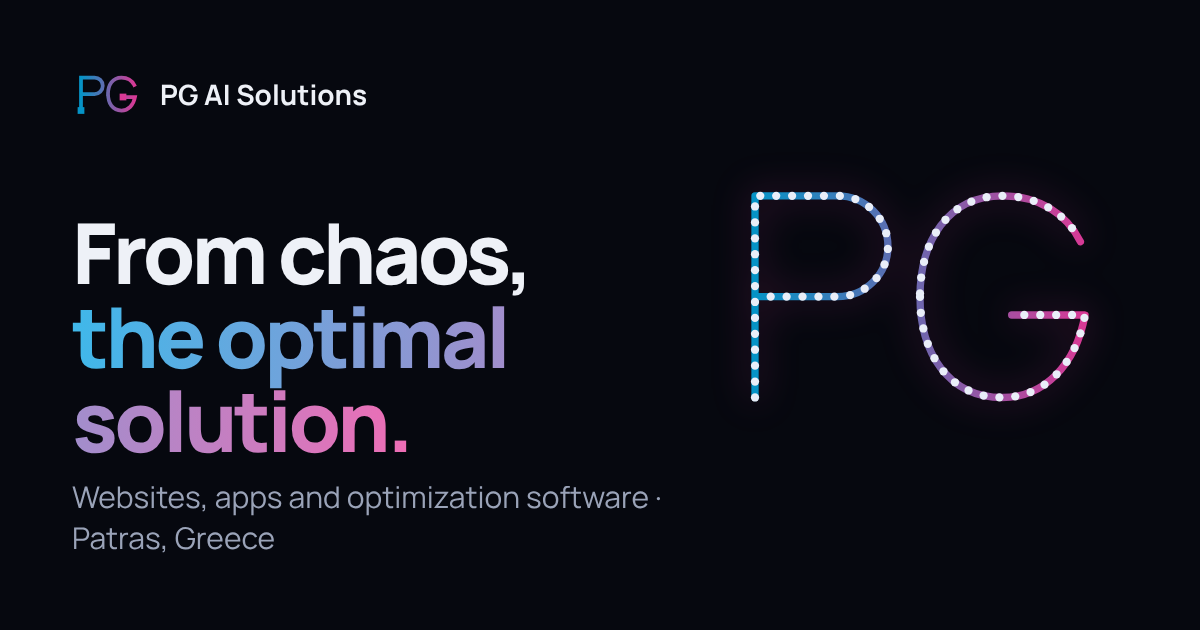 PG PG AI Solutions
From chaos,
the optimal
solution.
PG
Websites, apps and optimization software ·
Patras, Greece